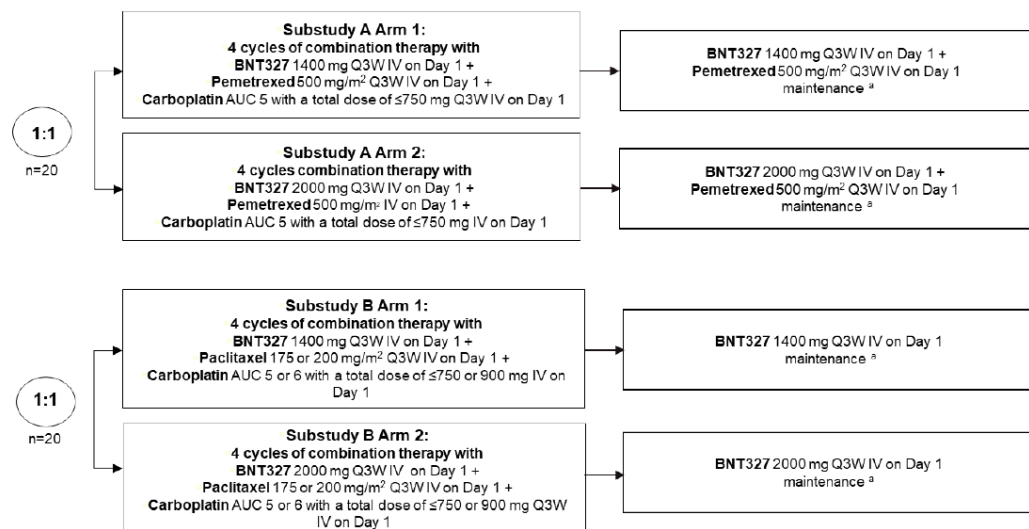 Substudy A Arm 1:
4 cycles of combination therapy with
BNT327 1400 mg Q3W IV on Day 1 +
Pemetrexed 500 mg/m² Q3W IV on Day 1 +
Carboplatin AUC 5 with a total dose of ≤750 mg Q3W IV on Day 1
BNT327 1400 mg Q3W IV on Day 1 +
Pemetrexed 500 mg/m² Q3W IV on Day 1
maintenance ᵃ
1:1
n=20
Substudy A Arm 2:
4 cycles combination therapy with
BNT327 2000 mg Q3W IV on Day 1 +
Pemetrexed 500 mg/m² IV on Day 1 +
Carboplatin AUC 5 with a total dose of ≤750 mg IV on Day 1
BNT327 2000 mg Q3W IV on Day 1 +
Pemetrexed 500 mg/m² Q3W IV on Day 1
maintenance ᵃ
Substudy B Arm 1:
4 cycles of combination therapy with
BNT327 1400 mg Q3W IV on Day 1 +
Paclitaxel 175 or 200 mg/m² Q3W IV on Day 1 +
Carboplatin AUC 5 or 6 with a total dose of ≤750 or 900 mg IV on
Day 1
BNT327 1400 mg Q3W IV on Day 1
maintenance ᵃ
1:1
n=20
Substudy B Arm 2:
4 cycles of combination therapy with
BNT327 2000 mg Q3W IV on Day 1 +
Paclitaxel 175 or 200 mg/m² Q3W IV on Day 1 +
Carboplatin AUC 5 or 6 with a total dose of ≤750 or 900 mg Q3W
IV on Day 1
BNT327 2000 mg Q3W IV on Day 1
maintenance ᵃ